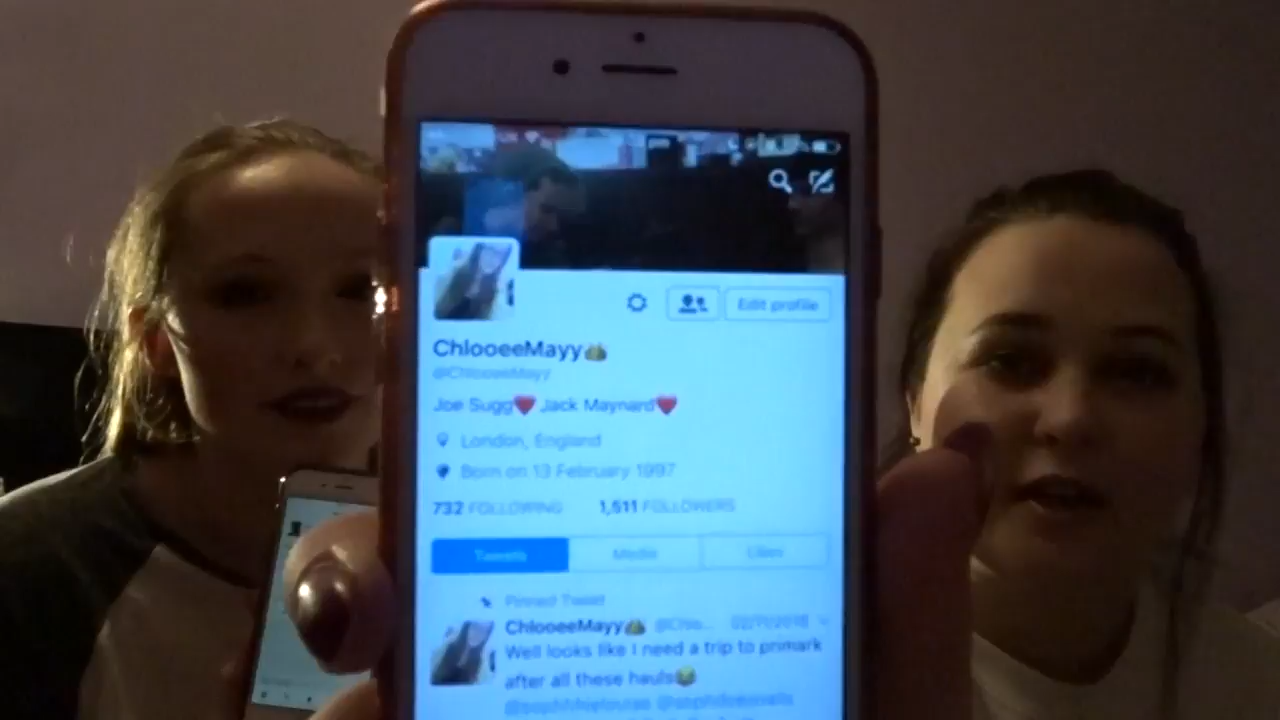 Edit profile
ChlooeeMayy
@ChlooeeMayy
Joe Sugg❤️ Jack Maynard❤️
London, England
Born on 13 February 1997
732 FOLLOWING 1,511 FOLLOWERS
Tweets Media Likes
Pinned Tweet
ChlooeeMayy @Chlo...
Well looks like I need a trip to primark
after all these hauls